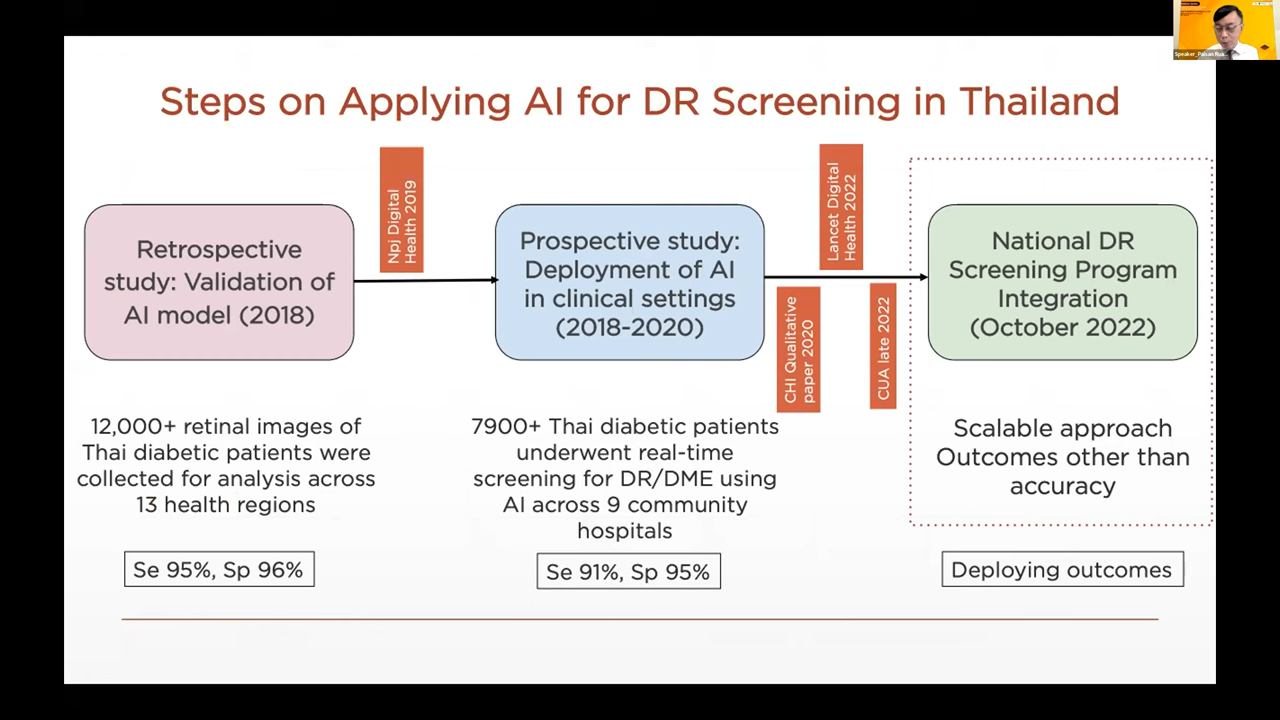 Steps on Applying AI for DR Screening in Thailand
Retrospective
study: Validation of
AI model (2018)
Npj Digital
Health 2019
Prospective study:
Deployment of AI
in clinical settings
(2018-2020)
Lancet Digital
Health 2022
CHI Qualitative
paper 2020
CUA late 2022
National DR
Screening Program
Integration
(October 2022)
12,000+ retinal images of
Thai diabetic patients were
collected for analysis across
13 health regions
Se 95%, Sp 96%
7900+ Thai diabetic patients
underwent real-time
screening for DR/DME using
AI across 9 community
hospitals
Se 91%, Sp 95%
Scalable approach
Outcomes other than
accuracy
Deploying outcomes
Speaker_Paisan Rua...